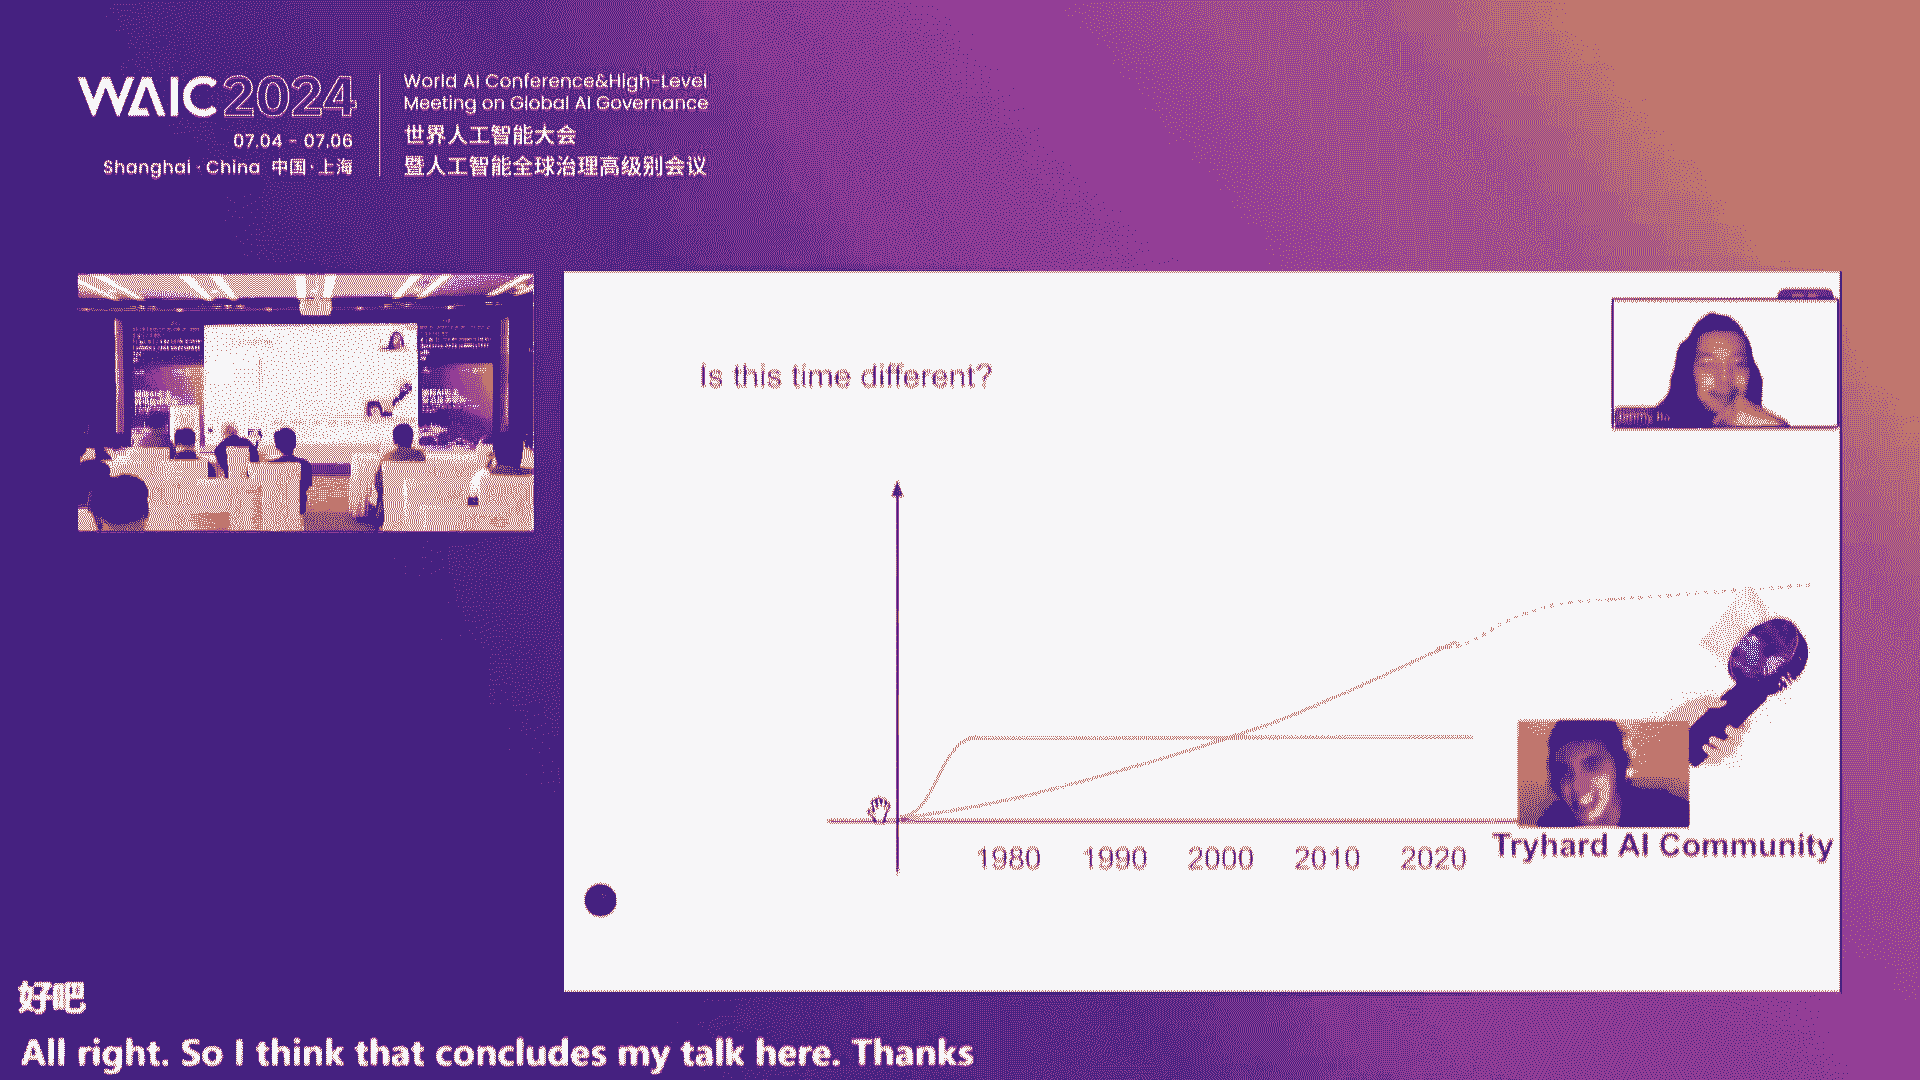 WAIC 2024
07.04 - 07.06
Shanghai · China 中国·上海
World AI Conference&High-Level
Meeting on Global AI Governance
世界人工智能大会
暨人工智能全球治理高级别会议
Is this time different?
1980 1990 2000 2010 2020
Tryhard AI Community
好吧
All right. So I think that concludes my talk here. Thanks